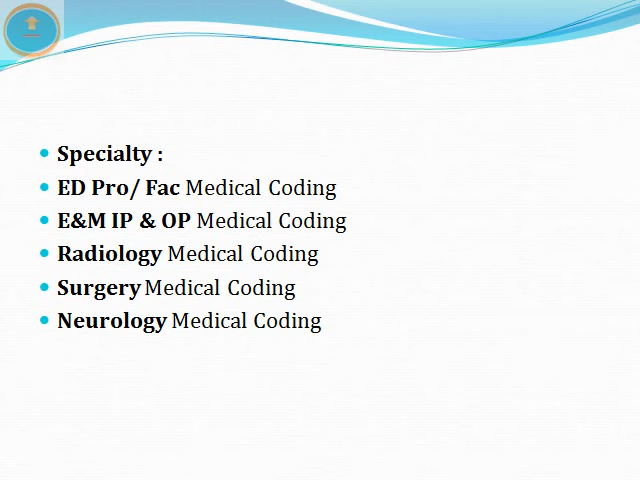 Specialty :
ED Pro/ Fac Medical Coding
E&M IP & OP Medical Coding
Radiology Medical Coding
Surgery Medical Coding
Neurology Medical Coding